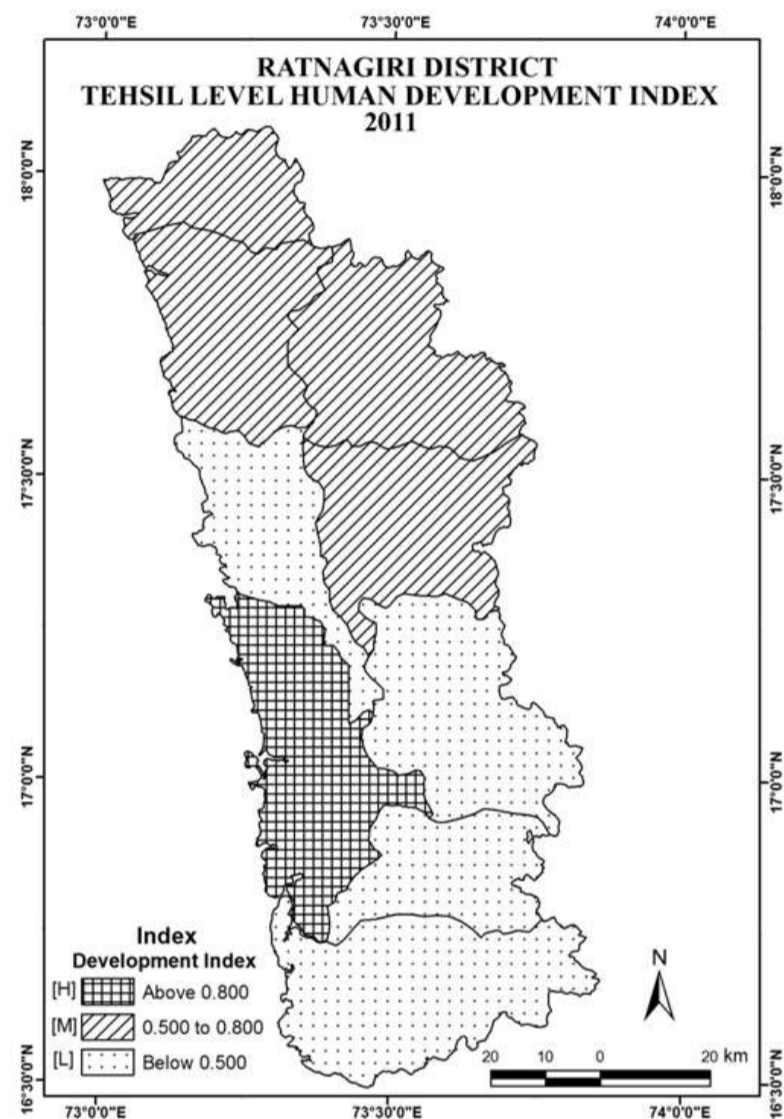 73°0'0"E 73°30'0"E 74°0'0"E
RATNAGIRI DISTRICT
TEHSIL LEVEL HUMAN DEVELOPMENT INDEX
2011
18°0'0"N 18°0'0"N
17°30'0"N 17°30'0"N
17°0'0"N 17°0'0"N
Index
Development Index
[H] Above 0.800
[M] 0.500 to 0.800
[L] Below 0.500
N
20 10 0 20 km
16°30'0"N 16°30'0"N
73°0'0"E 73°30'0"E 74°0'0"E